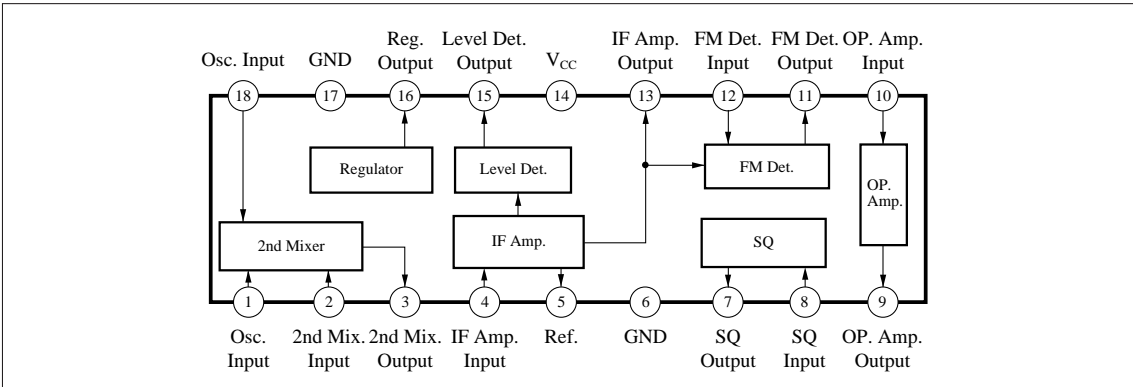 Reg. Level Det. IF Amp. FM Det. FM Det. OP. Amp.
Osc. Input GND Output Output VCC Output Input Output Input
18 17 16 15 14 13 12 11 10
Regulator Level Det. FM Det. OP.
Amp.
2nd Mixer IF Amp. SQ
1 2 3 4 5 6 7 8 9
Osc. 2nd Mix. 2nd Mix. IF Amp. Ref. GND SQ SQ OP. Amp.
Input Input Output Input Output Input Output